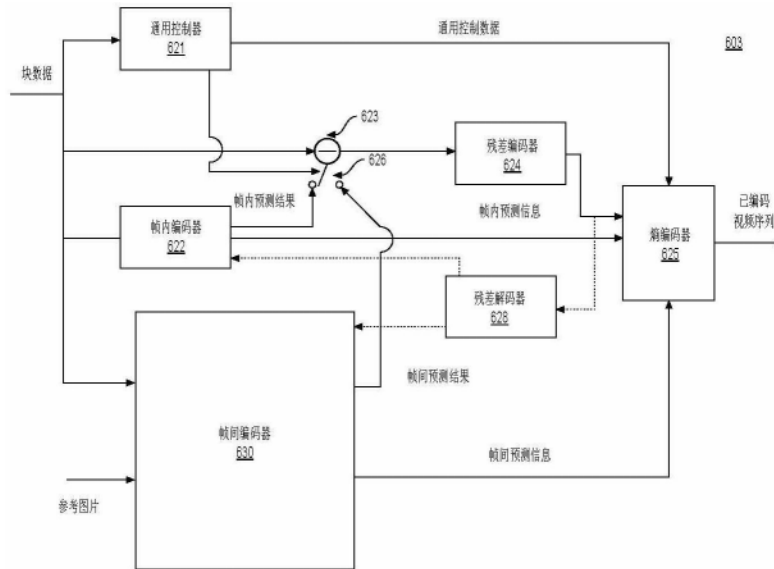 通用控制器
621
通用控制数据
603
块数据
623
残差编码器
624
626
帧内预测结果
帧内预测信息
已编码
视频序列
帧内编码器
622
熵编码器
625
残差解码器
628
帧间预测结果
帧间编码器
630
帧间预测信息
参考图片